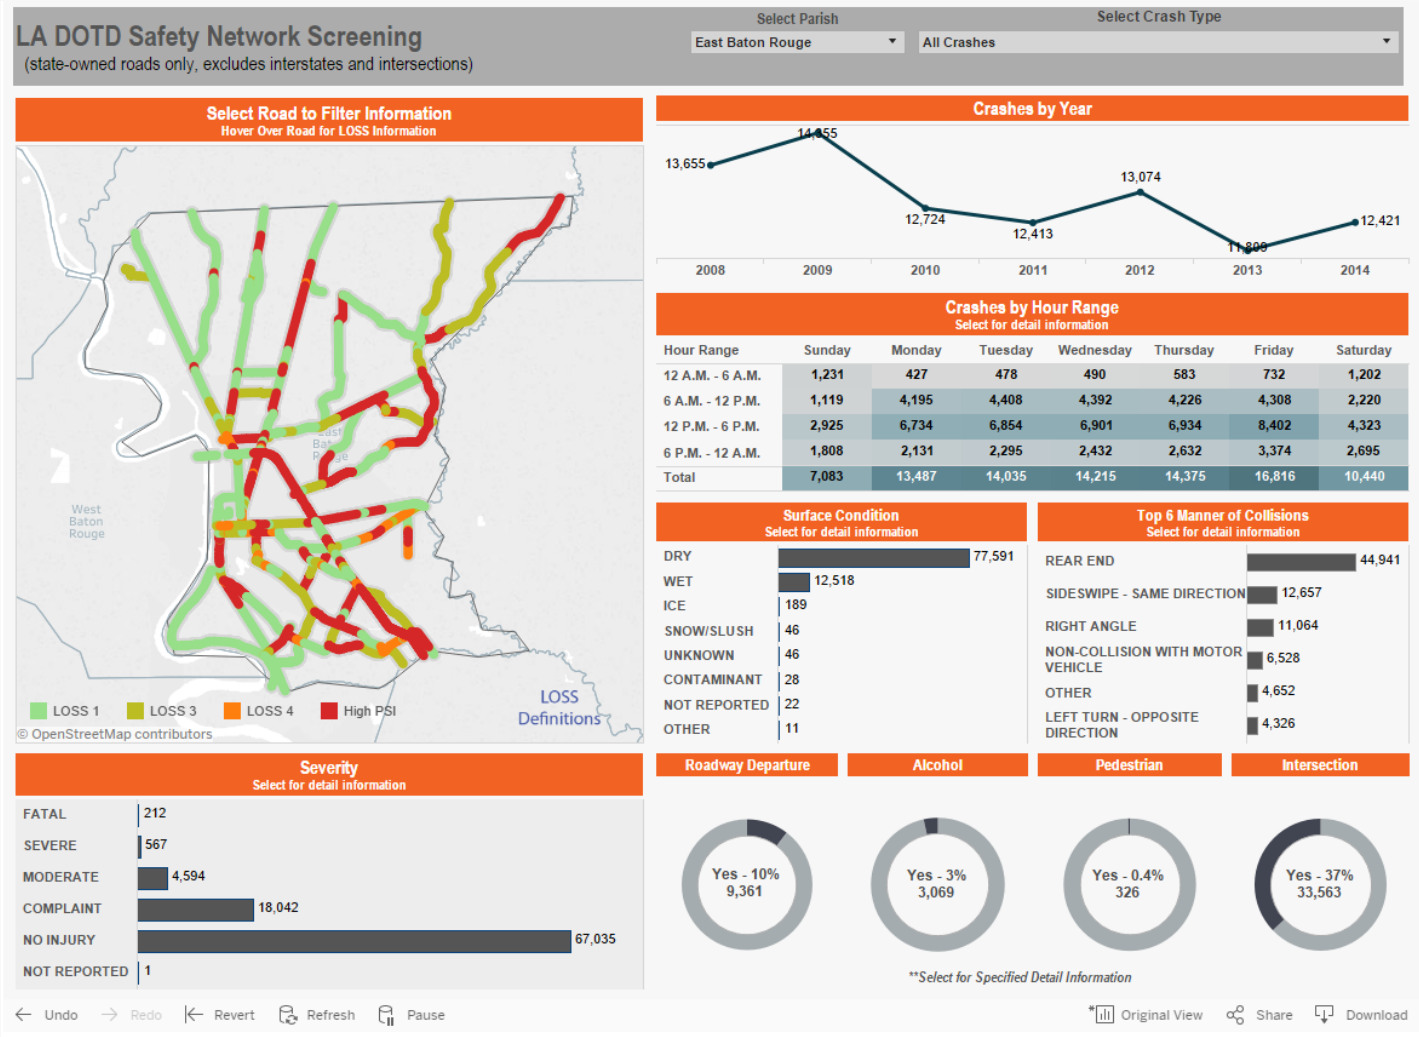 LA DOTD Safety Network Screening
(state-owned roads only, excludes interstates and intersections)
Select Parish
East Baton Rouge
Select Crash Type
All Crashes
Select Road to Filter Information
Hover Over Road for LOSS Information
East
Baton
Rouge
West
Baton
Rouge
LOSS
Definitions
LOSS 1 LOSS 3 LOSS 4 High PSI
© OpenStreetMap contributors
Crashes by Year
13,655 14,355 12,724 12,413 13,074 11,809 12,421
2008 2009 2010 2011 2012 2013 2014
Crashes by Hour Range
Select for detail information
Hour Range Sunday Monday Tuesday Wednesday Thursday Friday Saturday
12 A.M. - 6 A.M. 1,231 427 478 490 583 732 1,202
6 A.M. - 12 P.M. 1,119 4,195 4,408 4,392 4,226 4,308 2,220
12 P.M. - 6 P.M. 2,925 6,734 6,854 6,901 6,934 8,402 4,323
6 P.M. - 12 A.M. 1,808 2,131 2,295 2,432 2,632 3,374 2,695
Total 7,083 13,487 14,035 14,215 14,375 16,816 10,440
Surface Condition
Select for detail information
DRY 77,591
WET 12,518
ICE 189
SNOW/SLUSH 46
UNKNOWN 46
CONTAMINANT 28
NOT REPORTED 22
OTHER 11
Top 6 Manner of Collisions
Select for detail information
REAR END 44,941
SIDESWIPE - SAME DIRECTION 12,657
RIGHT ANGLE 11,064
NON-COLLISION WITH MOTOR
VEHICLE 6,528
OTHER 4,652
LEFT TURN - OPPOSITE
DIRECTION 4,326
Severity
Select for detail information
FATAL 212
SEVERE 567
MODERATE 4,594
COMPLAINT 18,042
NO INJURY 67,035
NOT REPORTED 1
Roadway Departure
Yes - 10%
9,361
Alcohol
Yes - 3%
3,069
Pedestrian
Yes - 0.4%
326
Intersection
Yes - 37%
33,563
**Select for Specified Detail Information
Undo Redo Revert Refresh Pause Original View Share Download